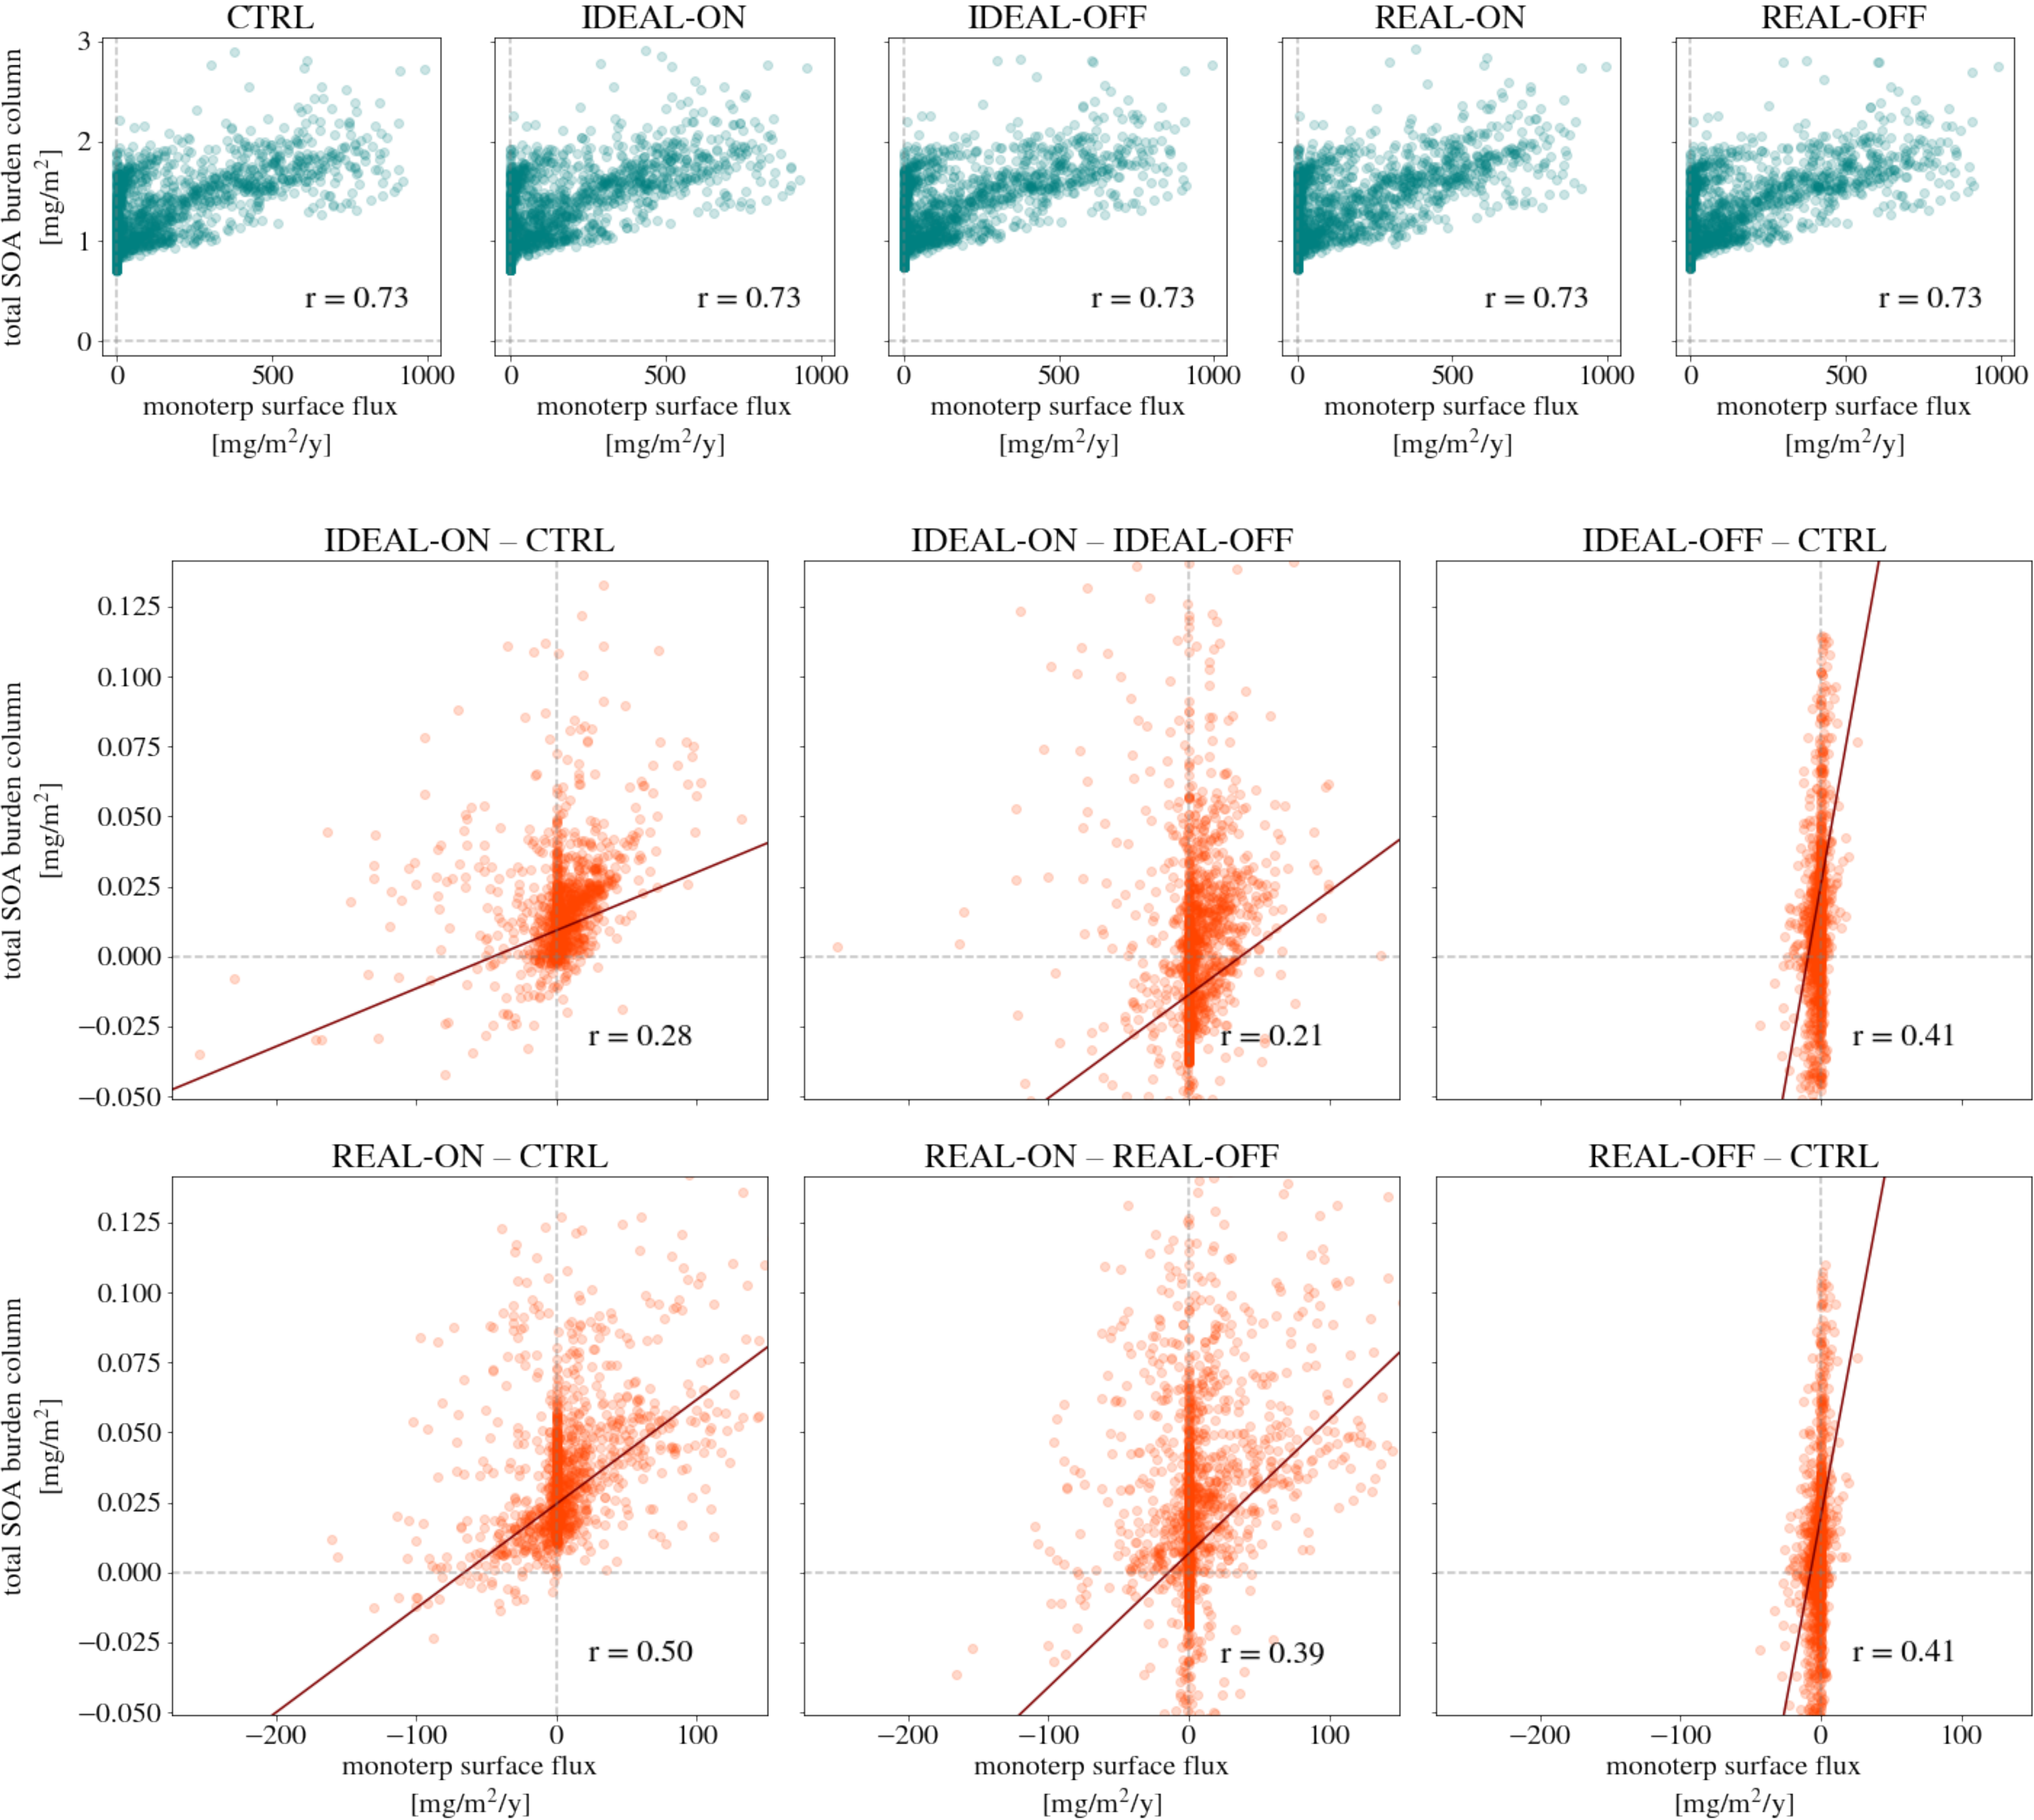 CTRL
IDEAL-ON
IDEAL-OFF
REAL-ON
REAL-OFF
total SOA burden column
[mg/m²]
3
2
1
0
r = 0.73
r = 0.73
r = 0.73
r = 0.73
r = 0.73
0 500 1000
0 500 1000
0 500 1000
0 500 1000
0 500 1000
monoterp surface flux
[mg/m²/y]
monoterp surface flux
[mg/m²/y]
monoterp surface flux
[mg/m²/y]
monoterp surface flux
[mg/m²/y]
monoterp surface flux
[mg/m²/y]
IDEAL-ON – CTRL
IDEAL-ON – IDEAL-OFF
IDEAL-OFF – CTRL
total SOA burden column
[mg/m²]
0.125
0.100
0.075
0.050
0.025
0.000
−0.025
−0.050
r = 0.28
r = 0.21
r = 0.41
REAL-ON – CTRL
REAL-ON – REAL-OFF
REAL-OFF – CTRL
total SOA burden column
[mg/m²]
0.125
0.100
0.075
0.050
0.025
0.000
−0.025
−0.050
r = 0.50
r = 0.39
r = 0.41
−200 −100 0 100
−200 −100 0 100
−200 −100 0 100
monoterp surface flux
[mg/m²/y]
monoterp surface flux
[mg/m²/y]
monoterp surface flux
[mg/m²/y]